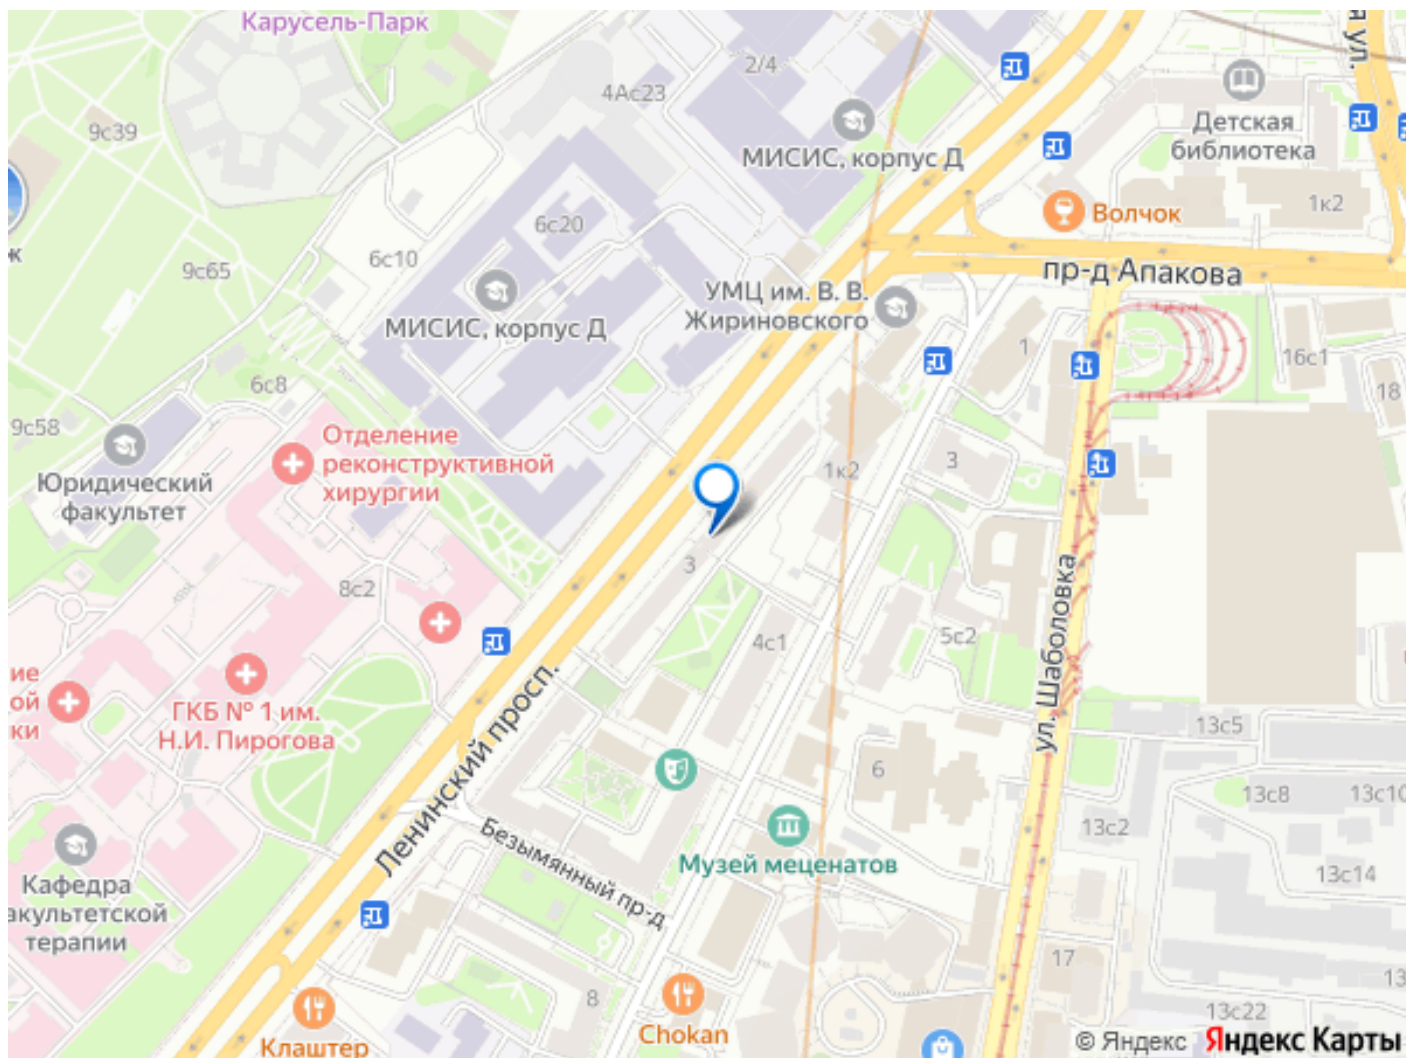 Карусель-Парк
2/4
4Ас23
9с39
МИСИС, корпус Д
Детская
библиотека
Волчок
1к2
6с20
6с10
9с65
пр-д Апакова
УМЦ им. В. В.
Жириновского
МИСИС, корпус Д
1
16с1
18
6с8
9с58
Отделение
реконструктивной
хирургии
Юридический
факультет
3
1к2
3
8с2
4с1
5с2
ул. Шаболовка
ГКБ № 1 им.
Н.И. Пирогова
ие
ой
ки
Ленинский просп.
13с5
6
13с8
13с10
13с2
Безымянный пр-д
Музей меценатов
13с14
Кафедра
акультетской
терапии
17
13
8
13с22
Chokan
Клаштер
© Яндекс Яндекс Карты
я ул.
ж